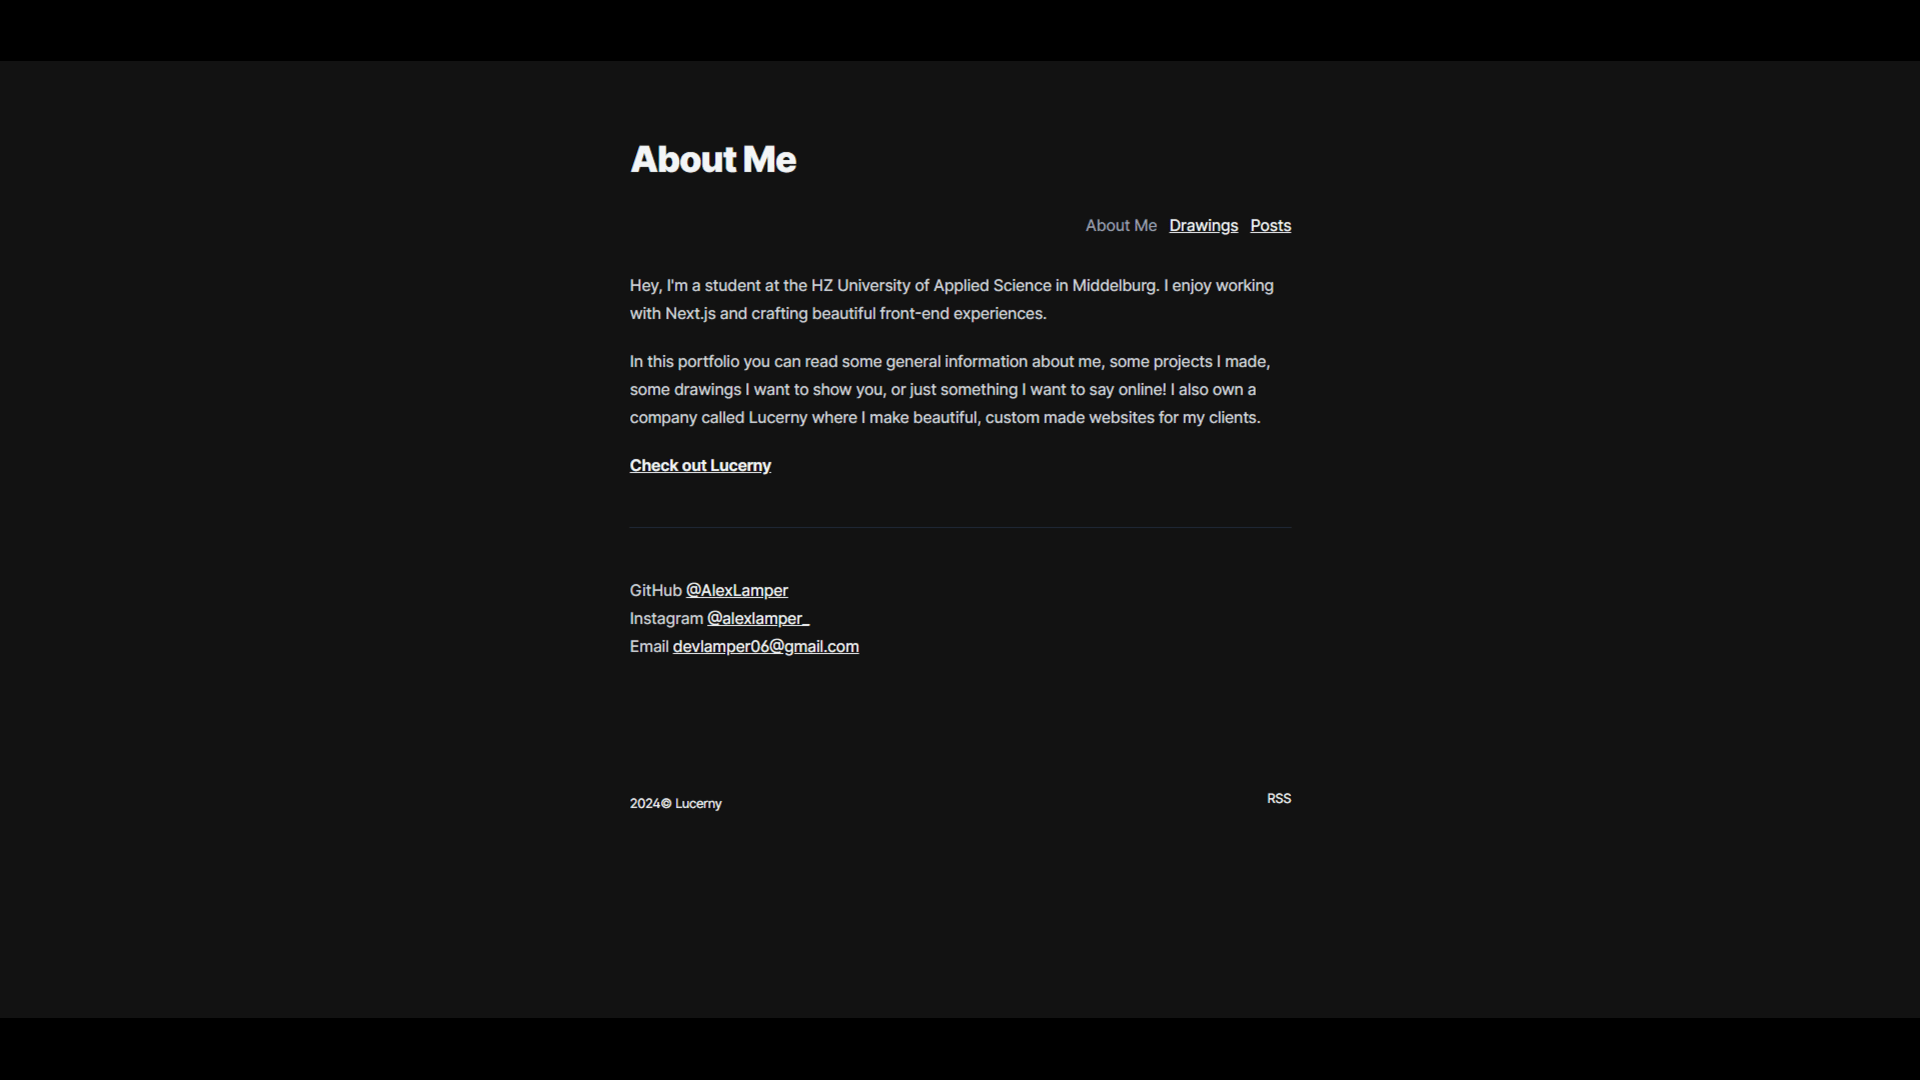 About Me
About Me Drawings Posts
Hey, I'm a student at the HZ University of Applied Science in Middelburg. I enjoy working
with Next.js and crafting beautiful front-end experiences.
In this portfolio you can read some general information about me, some projects I made,
some drawings I want to show you, or just something I want to say online! I also own a
company called Lucerny where I make beautiful, custom made websites for my clients.
Check out Lucerny
GitHub @AlexLamper
Instagram @alexlamper_
Email devlamper06@gmail.com
2024© Lucerny
RSS